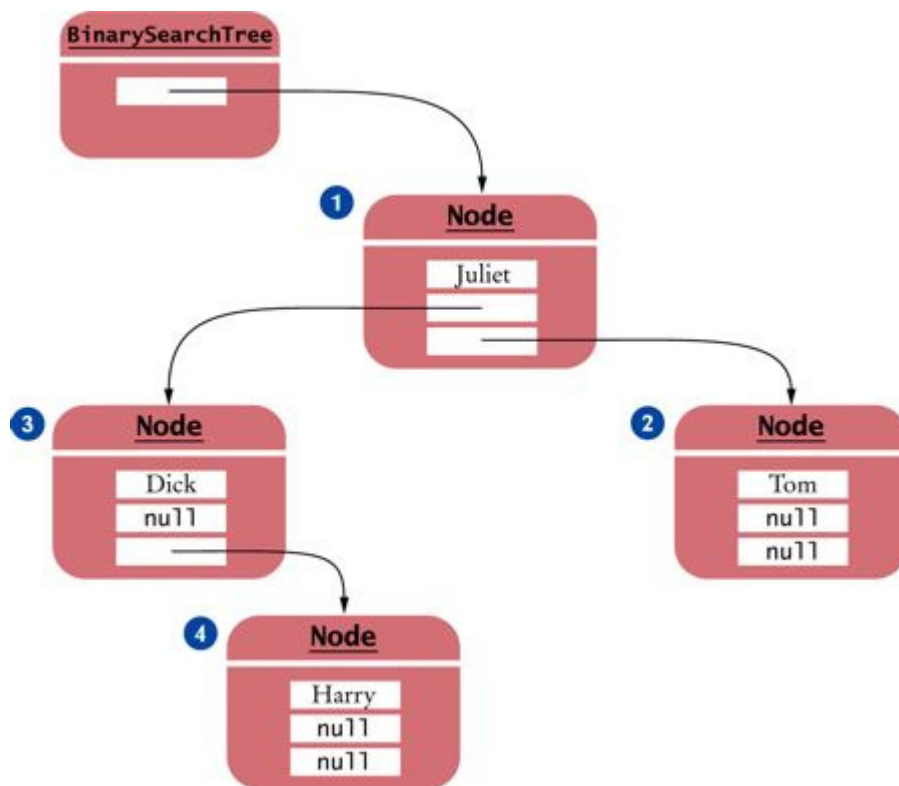 BinarySearchTree
1
Node
Juliet
3
Node
Dick
null
2
Node
Tom
null
null
4
Node
Harry
null
null